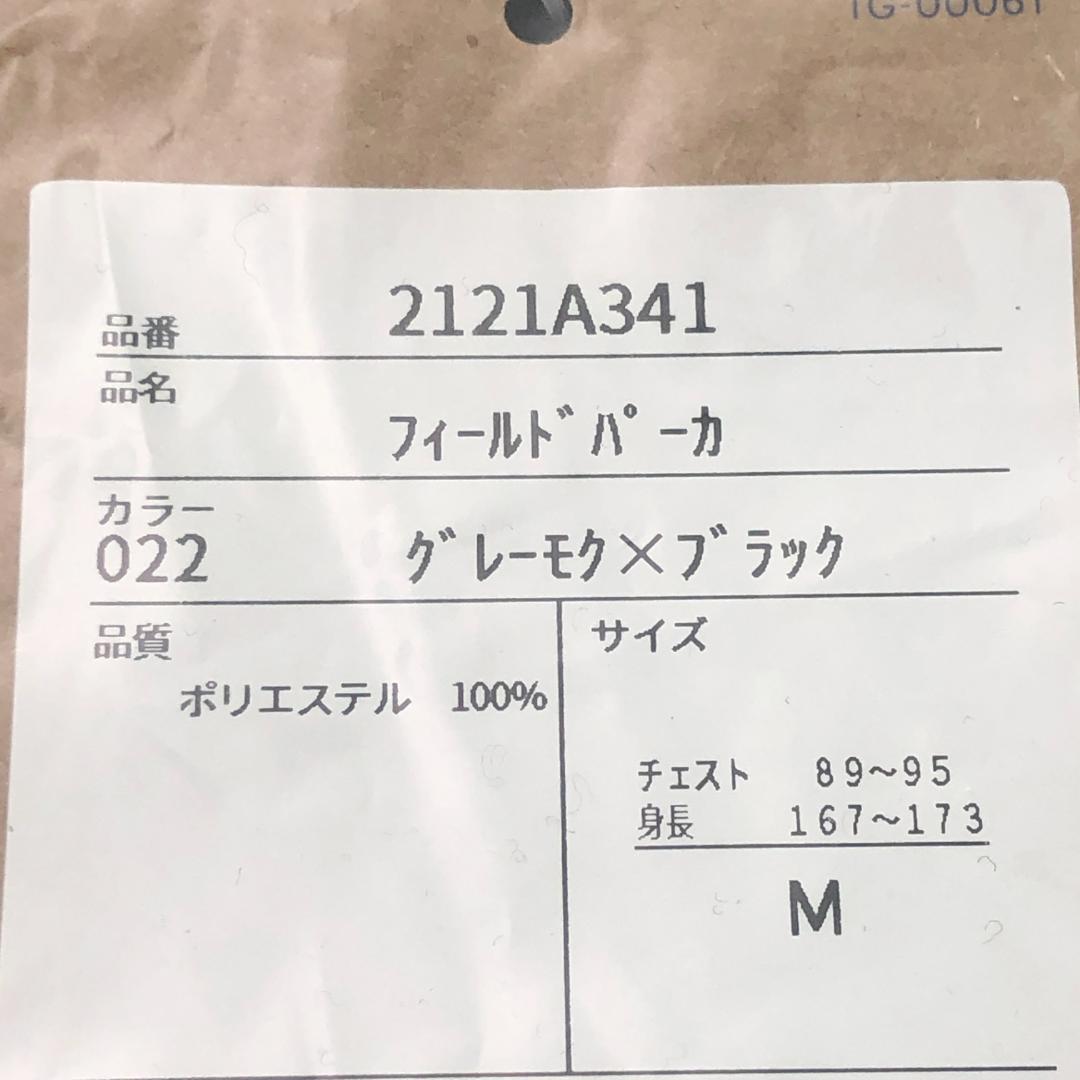 TG-00061
品番 2121A341
品名
フィールドパーカ
カラー
022 グレーモク×ブラック
品質
ポリエステル 100%
サイズ
チェスト 89~95
身長 167~173
M